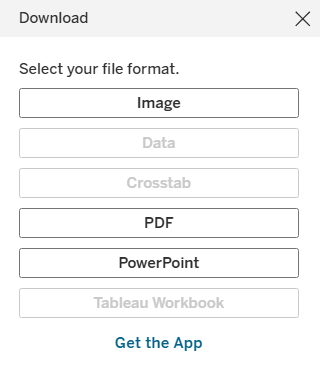 Download
Select your file format.
Image
Data
Crosstab
PDF
PowerPoint
Tableau Workbook
Get the App